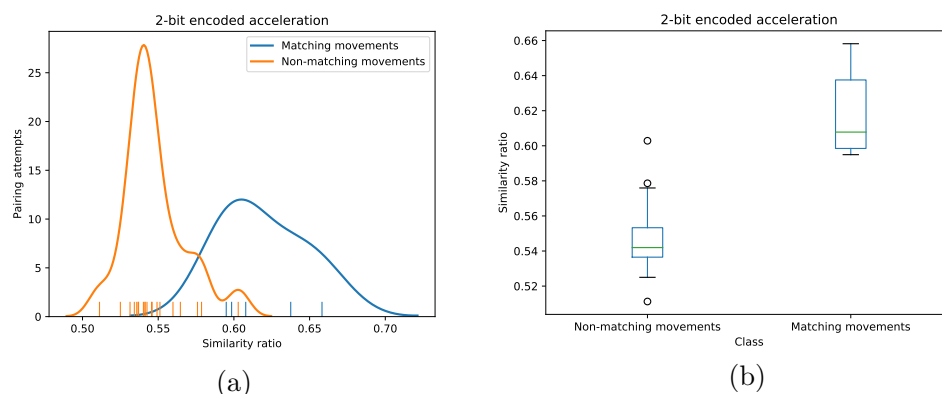 2-bit encoded acceleration
Matching movements
Non-matching movements
Pairing attempts
25
20
15
10
5
0
0.50 0.55 0.60 0.65 0.70
Similarity ratio
(a)
2-bit encoded acceleration
Similarity ratio
0.66
0.64
0.62
0.60
0.58
0.56
0.54
0.52
Non-matching movements Matching movements
Class
(b)